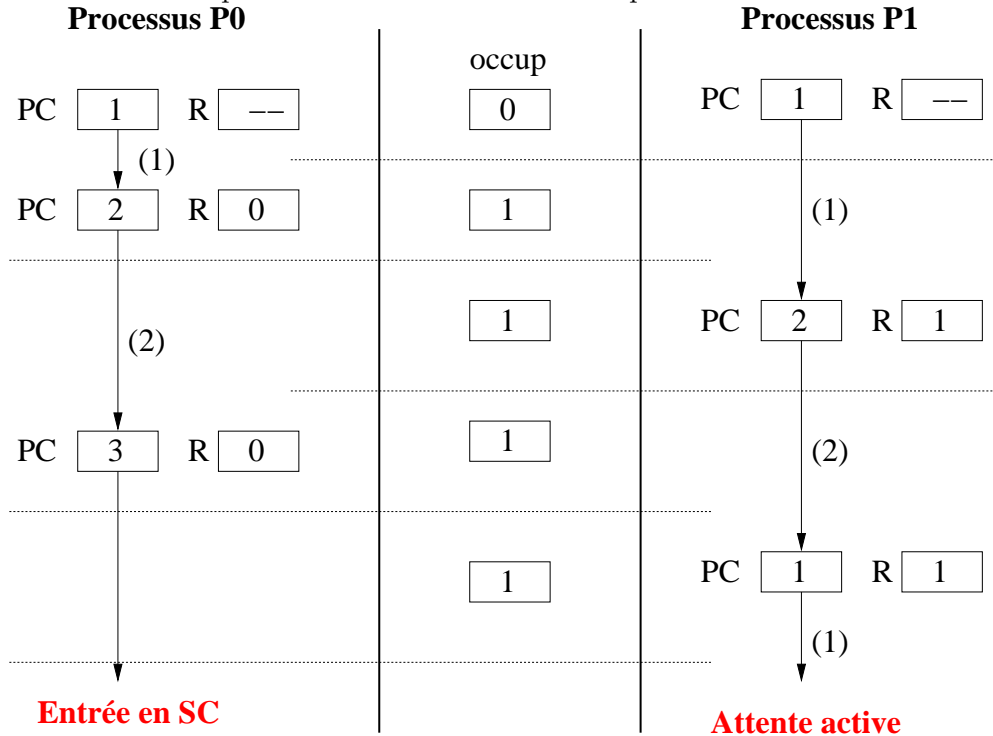 Processus P0
Processus P1
occup
PC 1 R −−
0
PC 1 R −−
(1)
PC 2 R 0
1
(1)
1
PC 2 R 1
(2)
PC 3 R 0
1
(2)
1
PC 1 R 1
(1)
Entrée en SC
Attente active